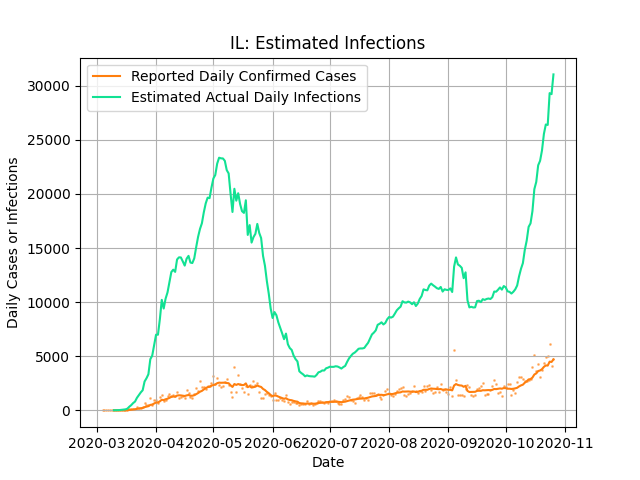 IL: Estimated Infections
Reported Daily Confirmed Cases
Estimated Actual Daily Infections
Daily Cases or Infections
30000
25000
20000
15000
10000
5000
0
2020-03 2020-04 2020-05 2020-06 2020-07 2020-08 2020-09 2020-10 2020-11
Date